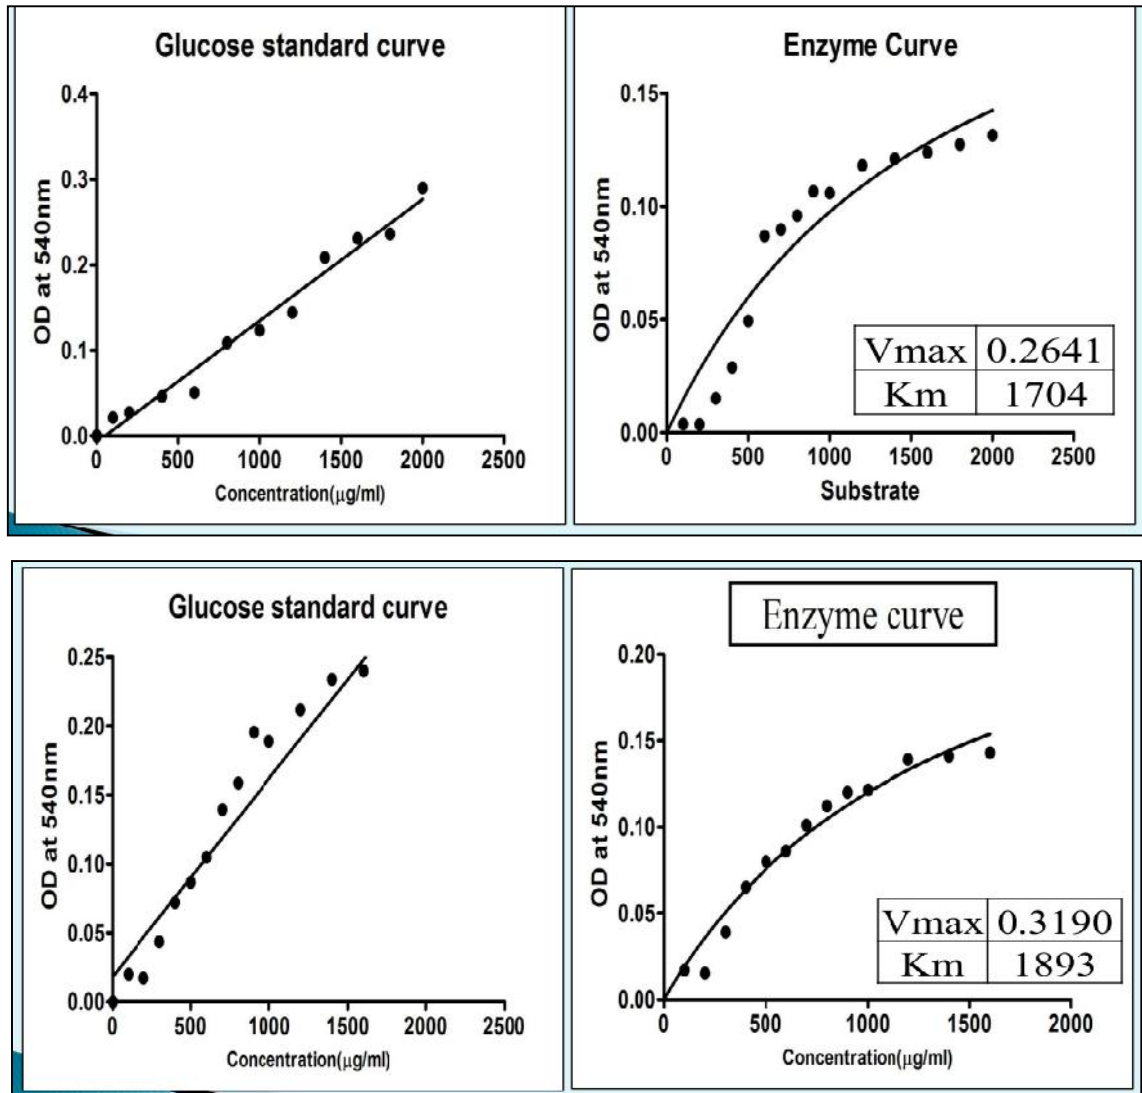 Glucose standard curve
0.4
0.3
0.2
0.1
0.0
OD at 540nm
0 500 1000 1500 2000 2500
Concentration(μg/ml)
Enzyme Curve
0.15
0.10
0.05
0.00
OD at 540nm
Vmax 0.2641
Km 1704
0 500 1000 1500 2000 2500
Substrate
Glucose standard curve
0.25
0.20
0.15
0.10
0.05
0.00
OD at 540nm
0 500 1000 1500 2000 2500
Concentration(μg/ml)
Enzyme curve
0.20
0.15
0.10
0.05
0.00
OD at 540nm
Vmax 0.3190
Km 1893
0 500 1000 1500 2000
Concentration(μg/ml)